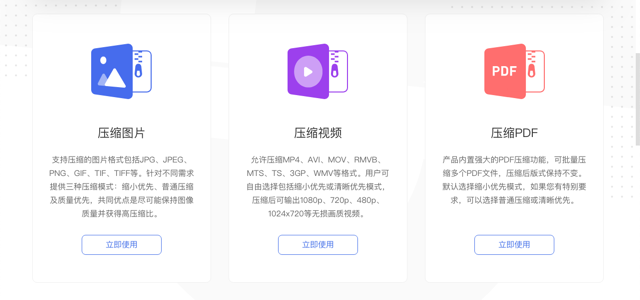 压缩图片
支持压缩的图片格式包括JPG、JPEG、
PNG、GIF、TIF、TIFF等。针对不同需求
提供三种压缩模式：缩小优先、普通压缩
及质量优先，共同优点是尽可能保持图像
质量并获得高压缩比。
立即使用
压缩视频
允许压缩MP4、AVI、MOV、RMVB、
MTS、TS、3GP、WMV等格式。用户可
自由选择包括缩小优先或清晰优先模式，
压缩后可输出1080p、720p、480p、
1024x720等无损画质视频。
立即使用
PDF
压缩PDF
产品内置强大的PDF压缩功能，可批量压
缩多个PDF文件，压缩后版式保持不变。
默认选择缩小优先模式，如果您有特别要
求，可以选择普通压缩或清晰优先。
立即使用